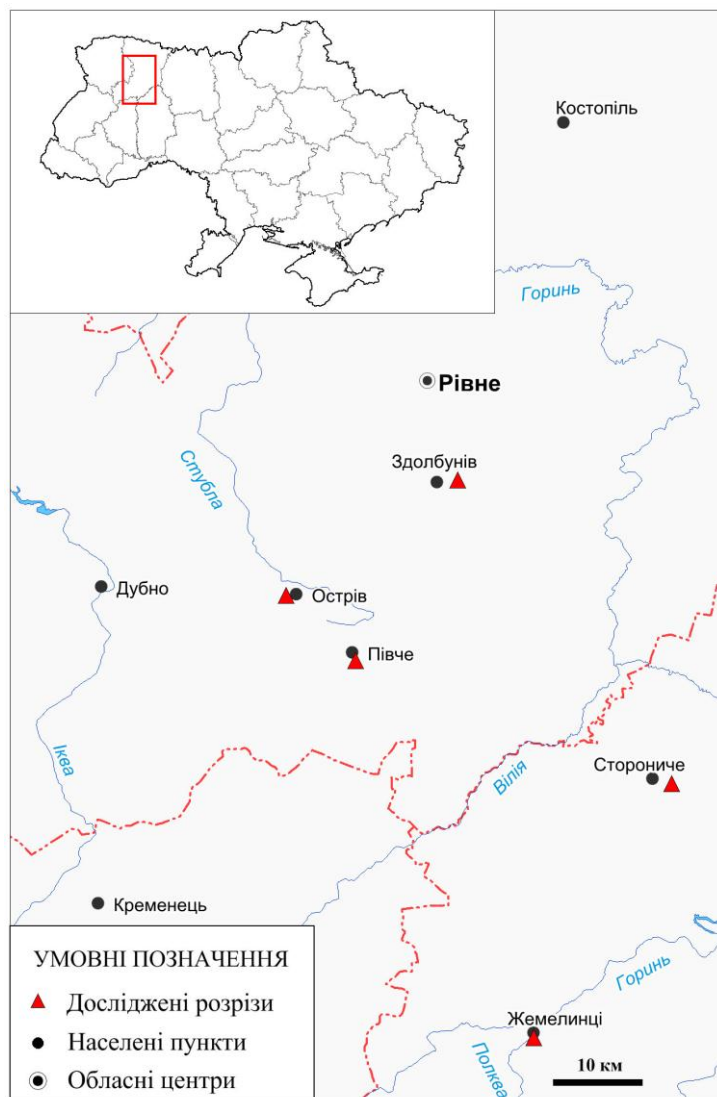 Костопіль
Горинь
Рівне
Здолбунів
Стубла
Дубно
Острів
Півче
Іква
Вілія
Сторониче
Кременець
Горинь
Жемелинці
Полква
10 км
УМОВНІ ПОЗНАЧЕННЯ
Досліджені розрізи
Населені пункти
Обласні центри